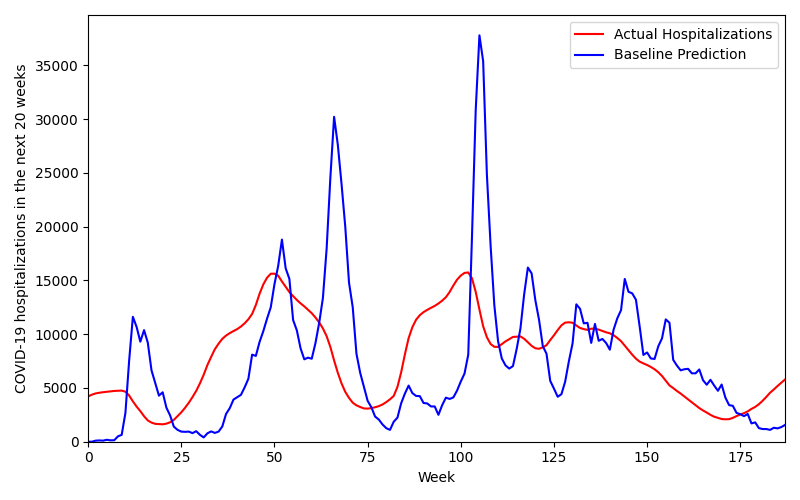 Actual Hospitalizations
Baseline Prediction
COVID-19 hospitalizations in the next 20 weeks
35000
30000
25000
20000
15000
10000
5000
0
0 25 50 75 100 125 150 175
Week